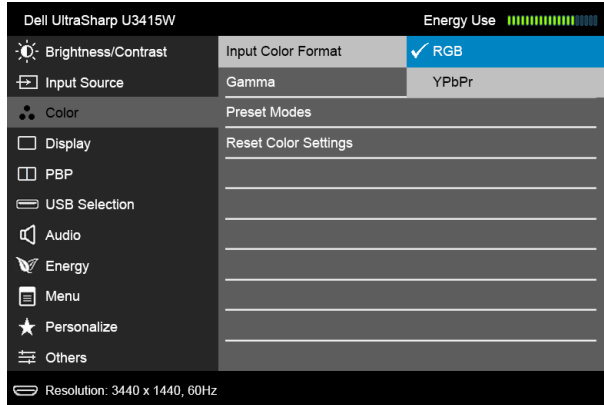 Dell UltraSharp U3415W Energy Use
Brightness/Contrast Input Color Format RGB
Input Source Gamma YPbPr
Color Preset Modes
Display Reset Color Settings
PBP
USB Selection
Audio
Energy
Menu
Personalize
Others
Resolution: 3440 x 1440, 60Hz